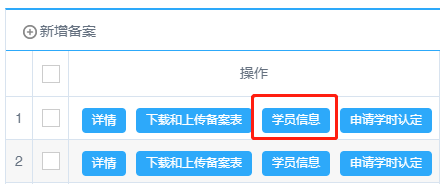 新增备案
操作
1 详情 下载和上传备案表 学员信息 申请学时认定
2 详情 下载和上传备案表 学员信息 申请学时认定